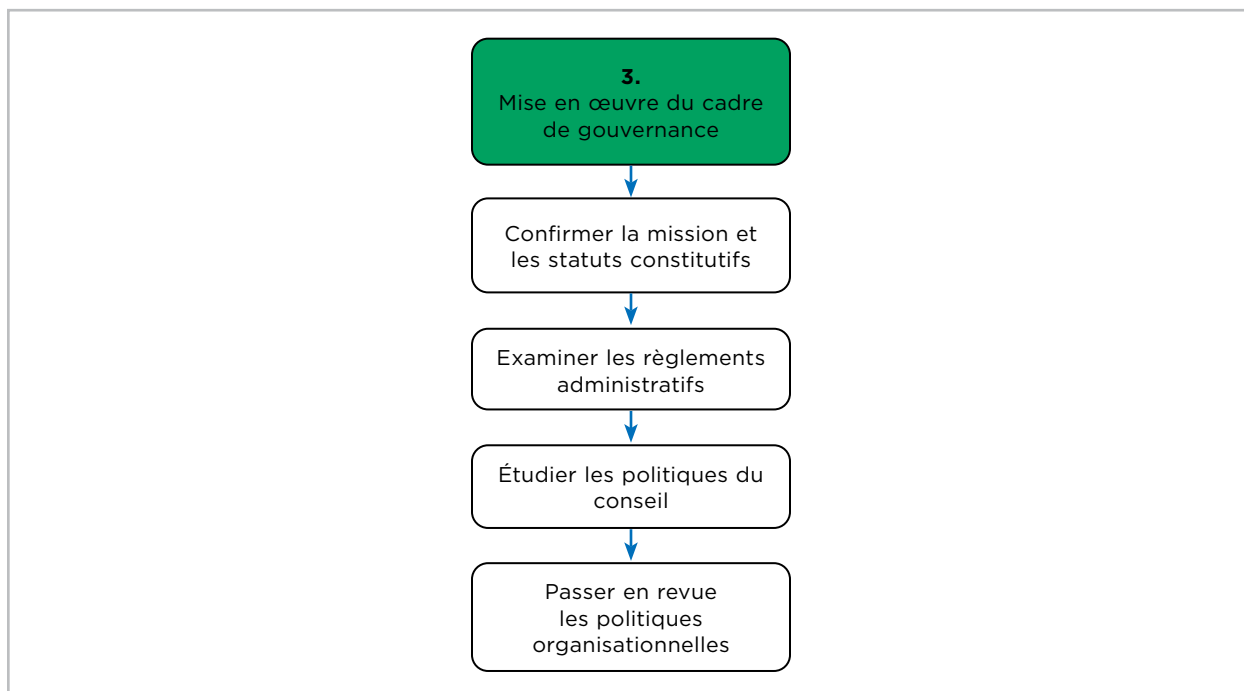 3.
Mise en œuvre du cadre
de gouvernance
Confirmer la mission et
les statuts constitutifs
Examiner les règlements
administratifs
Étudier les politiques du
conseil
Passer en revue
les politiques
organisationnelles